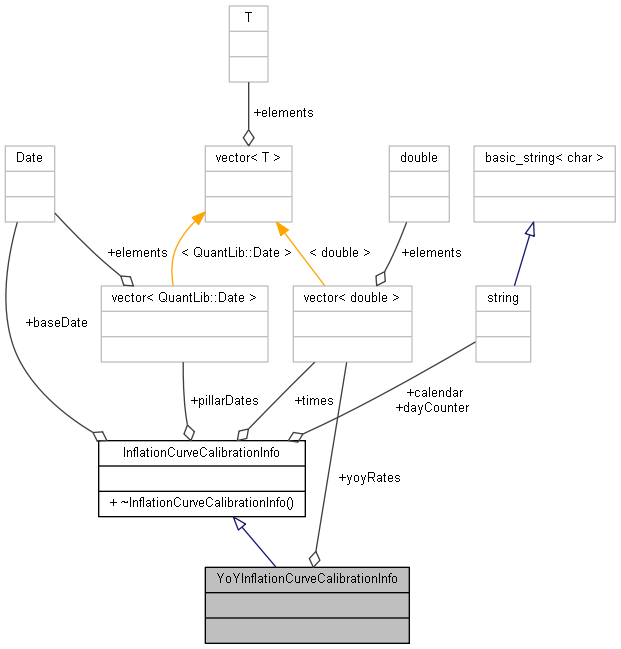 T
+elements
Date
vector< T >
double
basic_string< char >
+elements
< QuantLib::Date >
< double >
+elements
vector< QuantLib::Date >
vector< double >
string
+baseDate
+pillarDates
+times
+calendar
+dayCounter
InflationCurveCalibrationInfo
+ ~InflationCurveCalibrationInfo()
+yoyRates
YoYInflationCurveCalibrationInfo